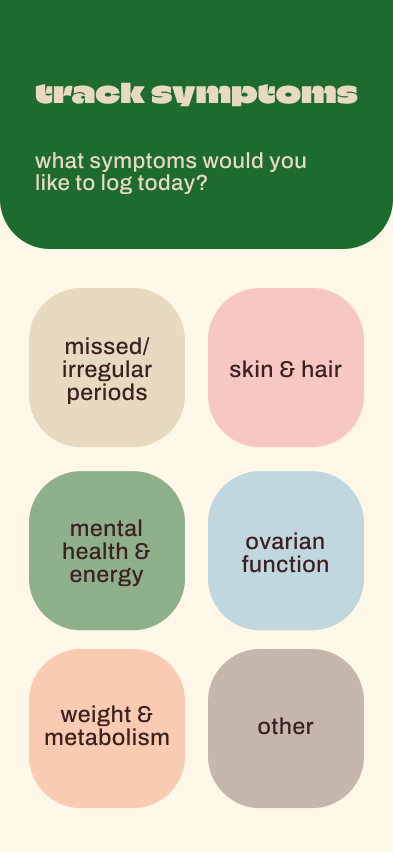 track symptoms
what symptoms would you
like to log today?
missed/
irregular
periods
skin & hair
mental
health &
energy
ovarian
function
weight &
metabolism
other